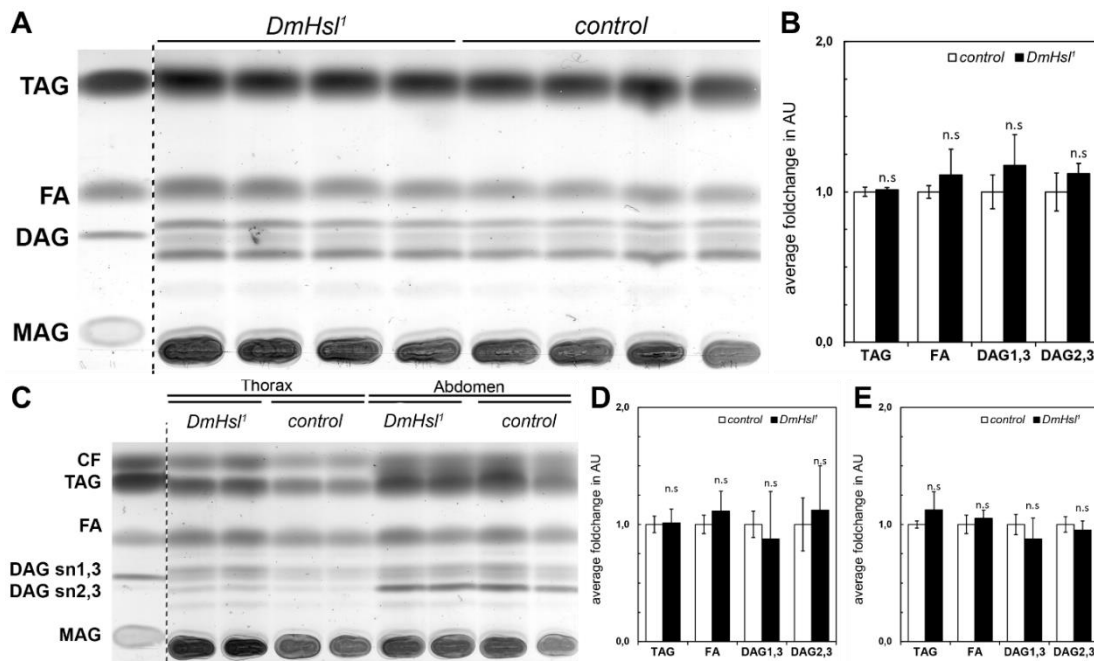 A
DmHsl¹ control
TAG
FA
DAG
MAG
B
2,0
1,0
0,0
average foldchange in AU
control DmHsl¹
n.s n.s n.s n.s
TAG FA DAG1,3 DAG2,3
C
Thorax Abdomen
DmHsl¹ control DmHsl¹ control
CF
TAG
FA
DAG sn1,3
DAG sn2,3
MAG
D
2,0
1,0
0,0
average foldchange in AU
control DmHsl¹
n.s n.s n.s n.s
TAG FA DAG1,3 DAG2,3
E
2,0
1,0
0,0
average foldchange in AU
control DmHsl¹
n.s n.s n.s n.s
TAG FA DAG1,3 DAG2,3